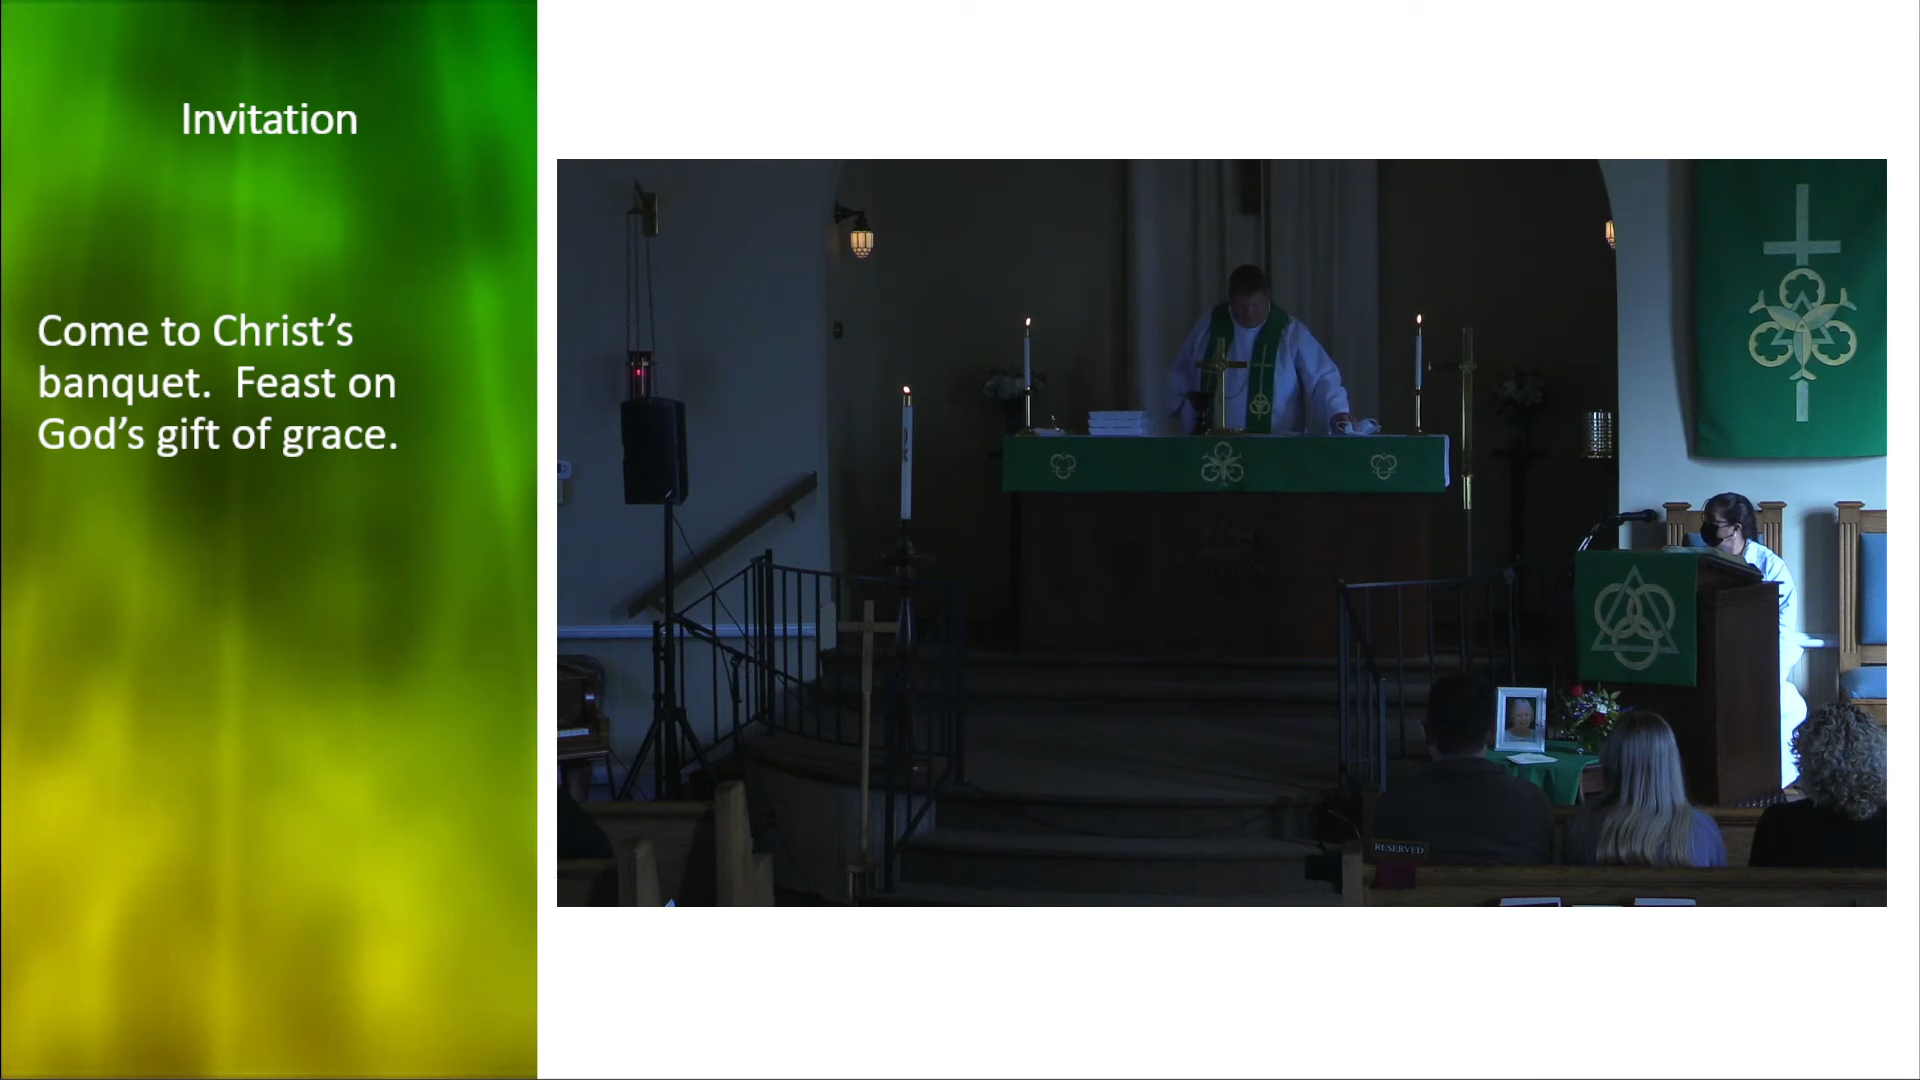 Invitation
Come to Christ’s
banquet.  Feast on
God’s gift of grace.
RESERVED